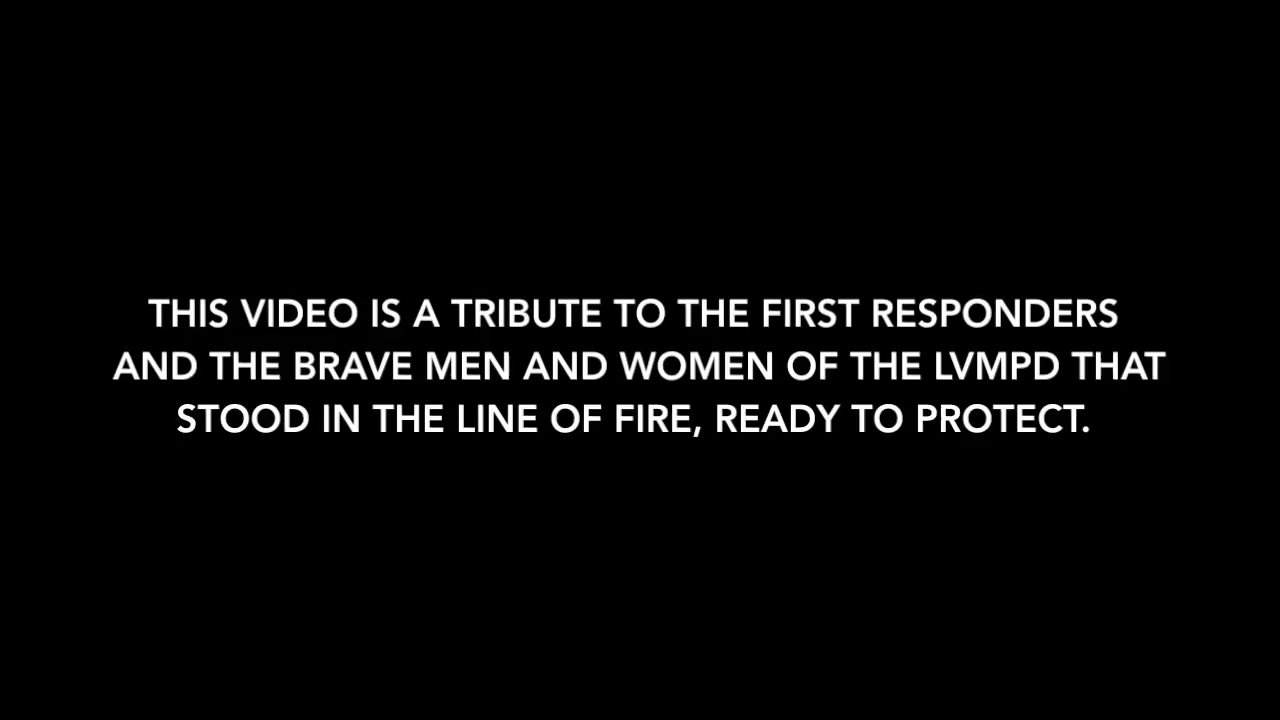 THIS VIDEO IS A TRIBUTE TO THE FIRST RESPONDERS
AND THE BRAVE MEN AND WOMEN OF THE LVMPD THAT
STOOD IN THE LINE OF FIRE, READY TO PROTECT.